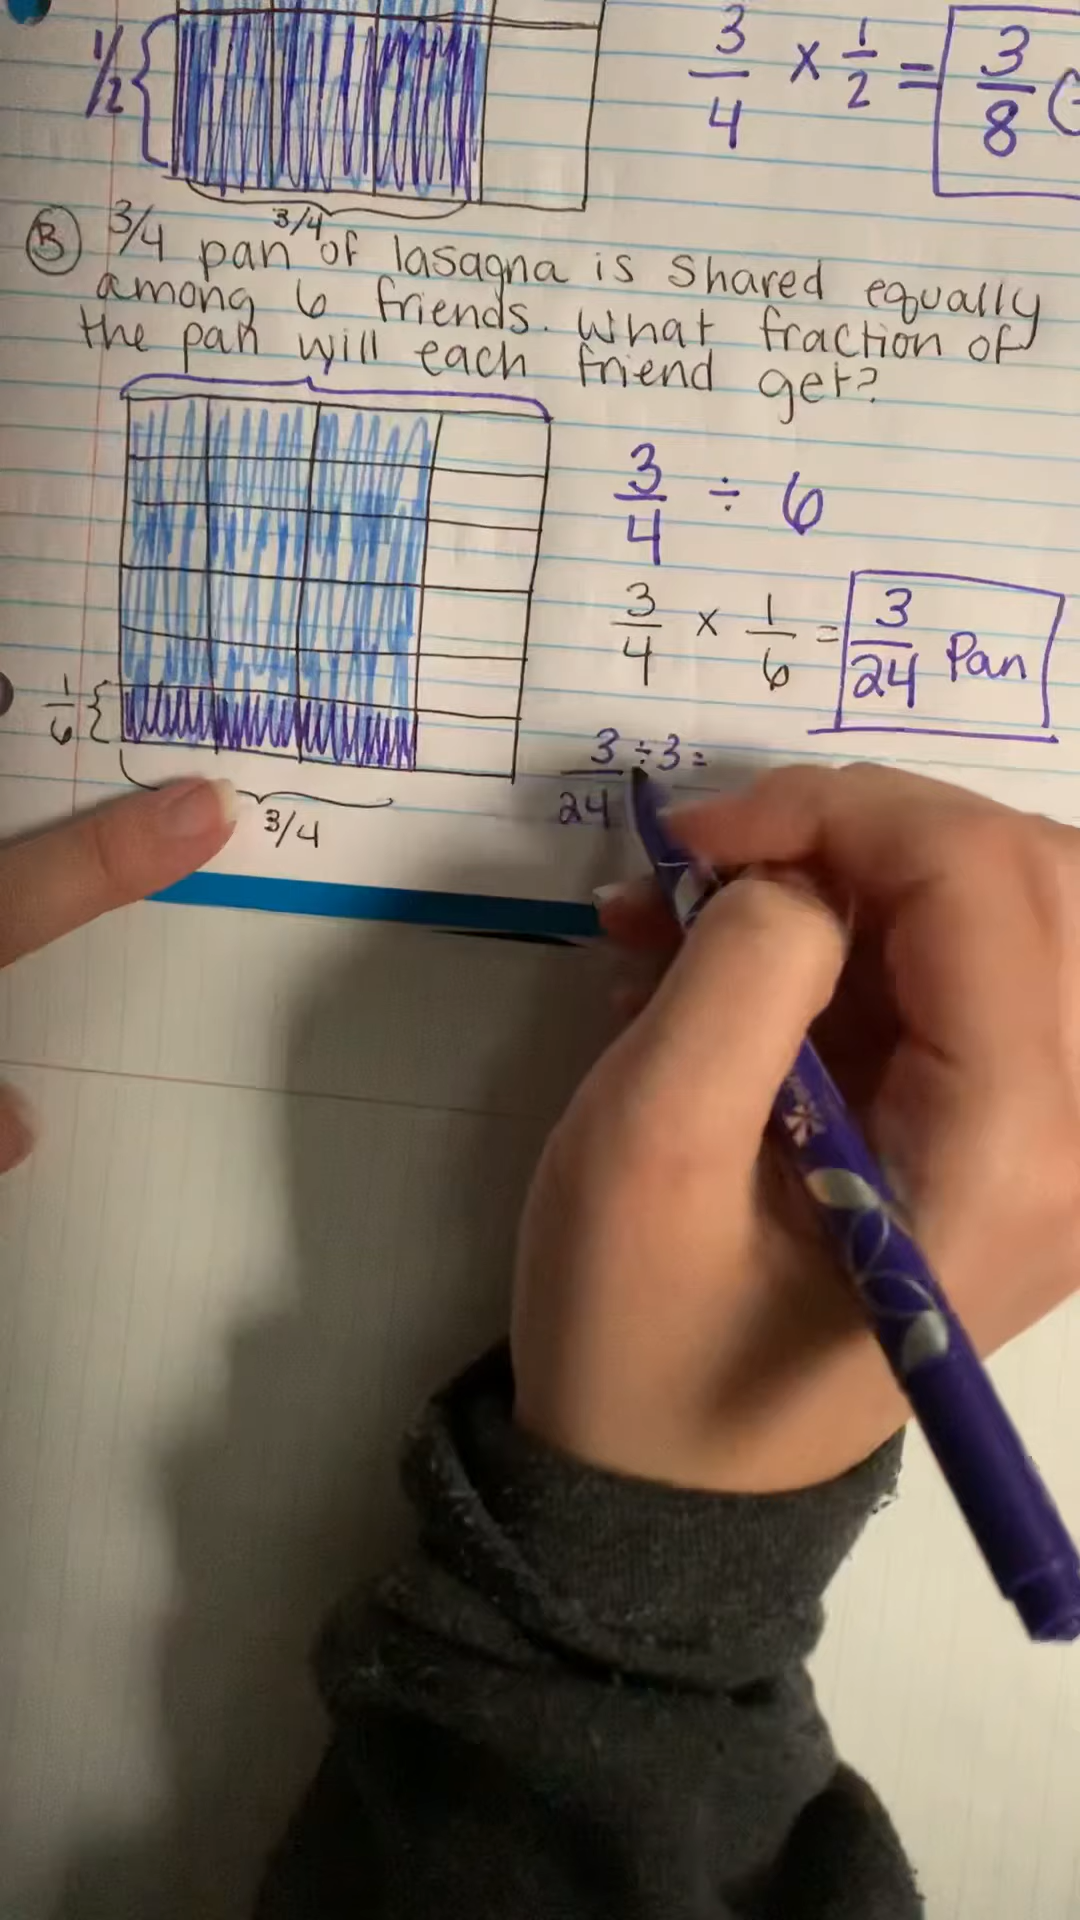 1/2
3/4 × 1/2 = 3/8
3/4
B 3/4 pan of lasagna is shared equally
among 6 friends. What fraction of
the pan will each friend get?
3/4 ÷ 6
3/4 × 1/6 = 3/24 Pan
1/6
3/24 ÷3 =
3/4